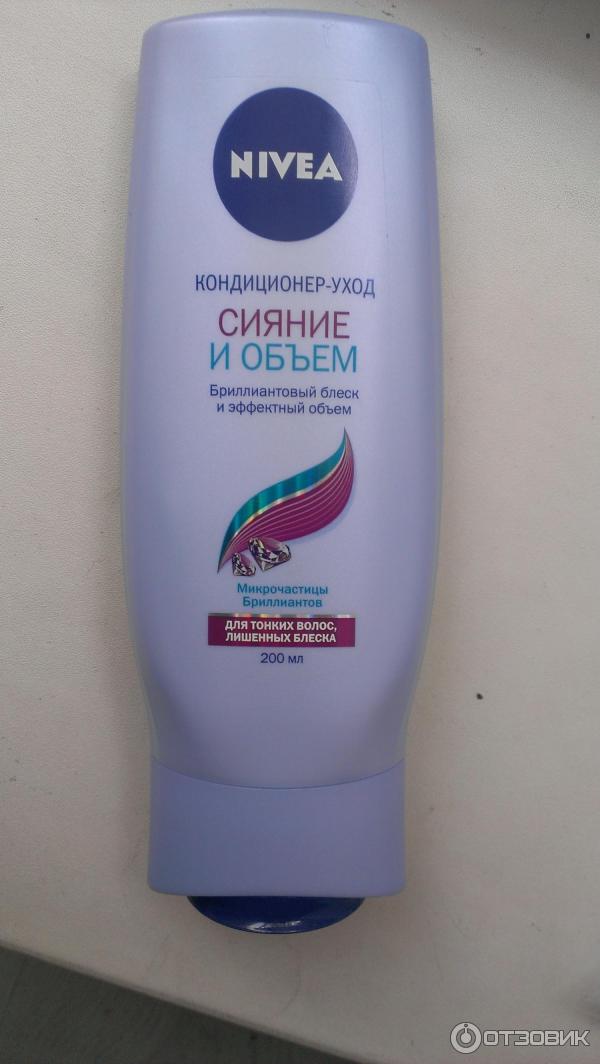 NIVEA
КОНДИЦИОНЕР-УХОД
СИЯНИЕ
И ОБЪЕМ
Бриллиантовый блеск
и эффектный объем
Микрочастицы
Бриллиантов
ДЛЯ ТОНКИХ ВОЛОС,
ЛИШЕННЫХ БЛЕСКА
200 мл
ОТЗОВИК